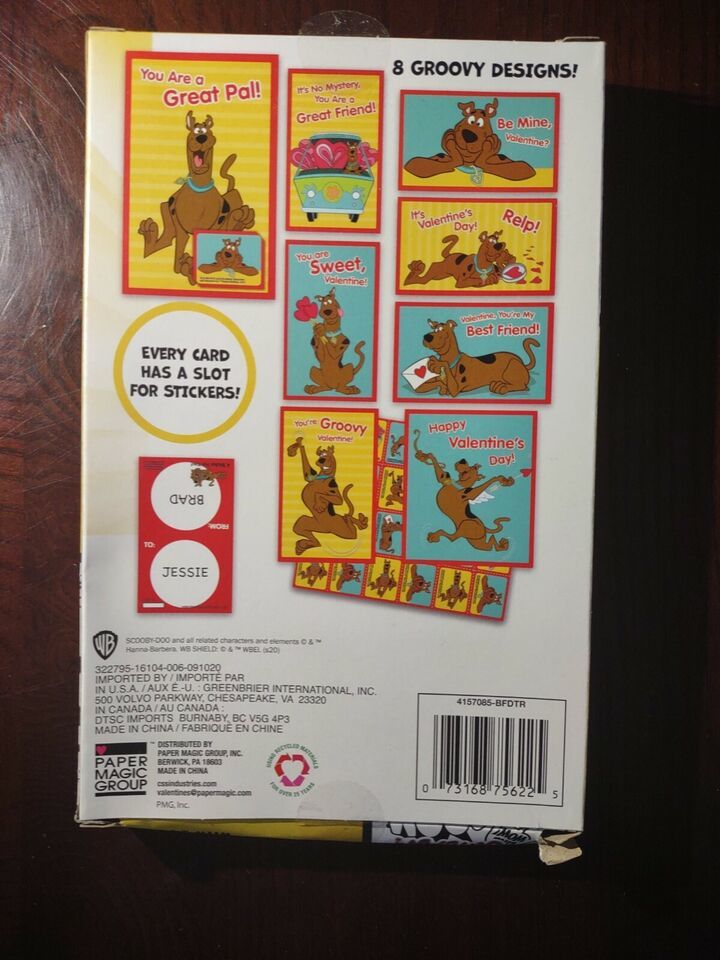 8 GROOVY DESIGNS!
You Are a
Great Pal!
It's No Mystery,
You Are a
Great Friend!
Be Mine,
Valentine?
It's
Valentine's
Day!
Relp!
You are
Sweet,
Valentine!
Valentine, You're My
Best Friend!
EVERY CARD
HAS A SLOT
FOR STICKERS!
You're Groovy
Valentine!
Happy
Valentine's
Day!
BRAD
FROM:
TO:
JESSIE
WB
SCOOBY-DOO and all related characters and elements © & ™
Hanna-Barbera. WB SHIELD: © & ™ WBEI. (s20)
322795-16104-006-091020
IMPORTED BY / IMPORTÉ PAR
IN U.S.A. / AUX É.-U. : GREENBRIER INTERNATIONAL, INC.
500 VOLVO PARKWAY, CHESAPEAKE, VA 23320
IN CANADA / AU CANADA :
DTSC IMPORTS BURNABY, BC V5G 4P3
MADE IN CHINA / FABRIQUÉ EN CHINE
PAPER
MAGIC
GROUP
™ DISTRIBUTED BY
PAPER MAGIC GROUP, INC.
BERWICK, PA 18603
MADE IN CHINA
cssindustries.com
valentines@papermagic.com
PMG, Inc.
USING RECYCLED MATERIALS
FOR OVER 25 YEARS
4157085-BFDTR
0 73168 75622 5